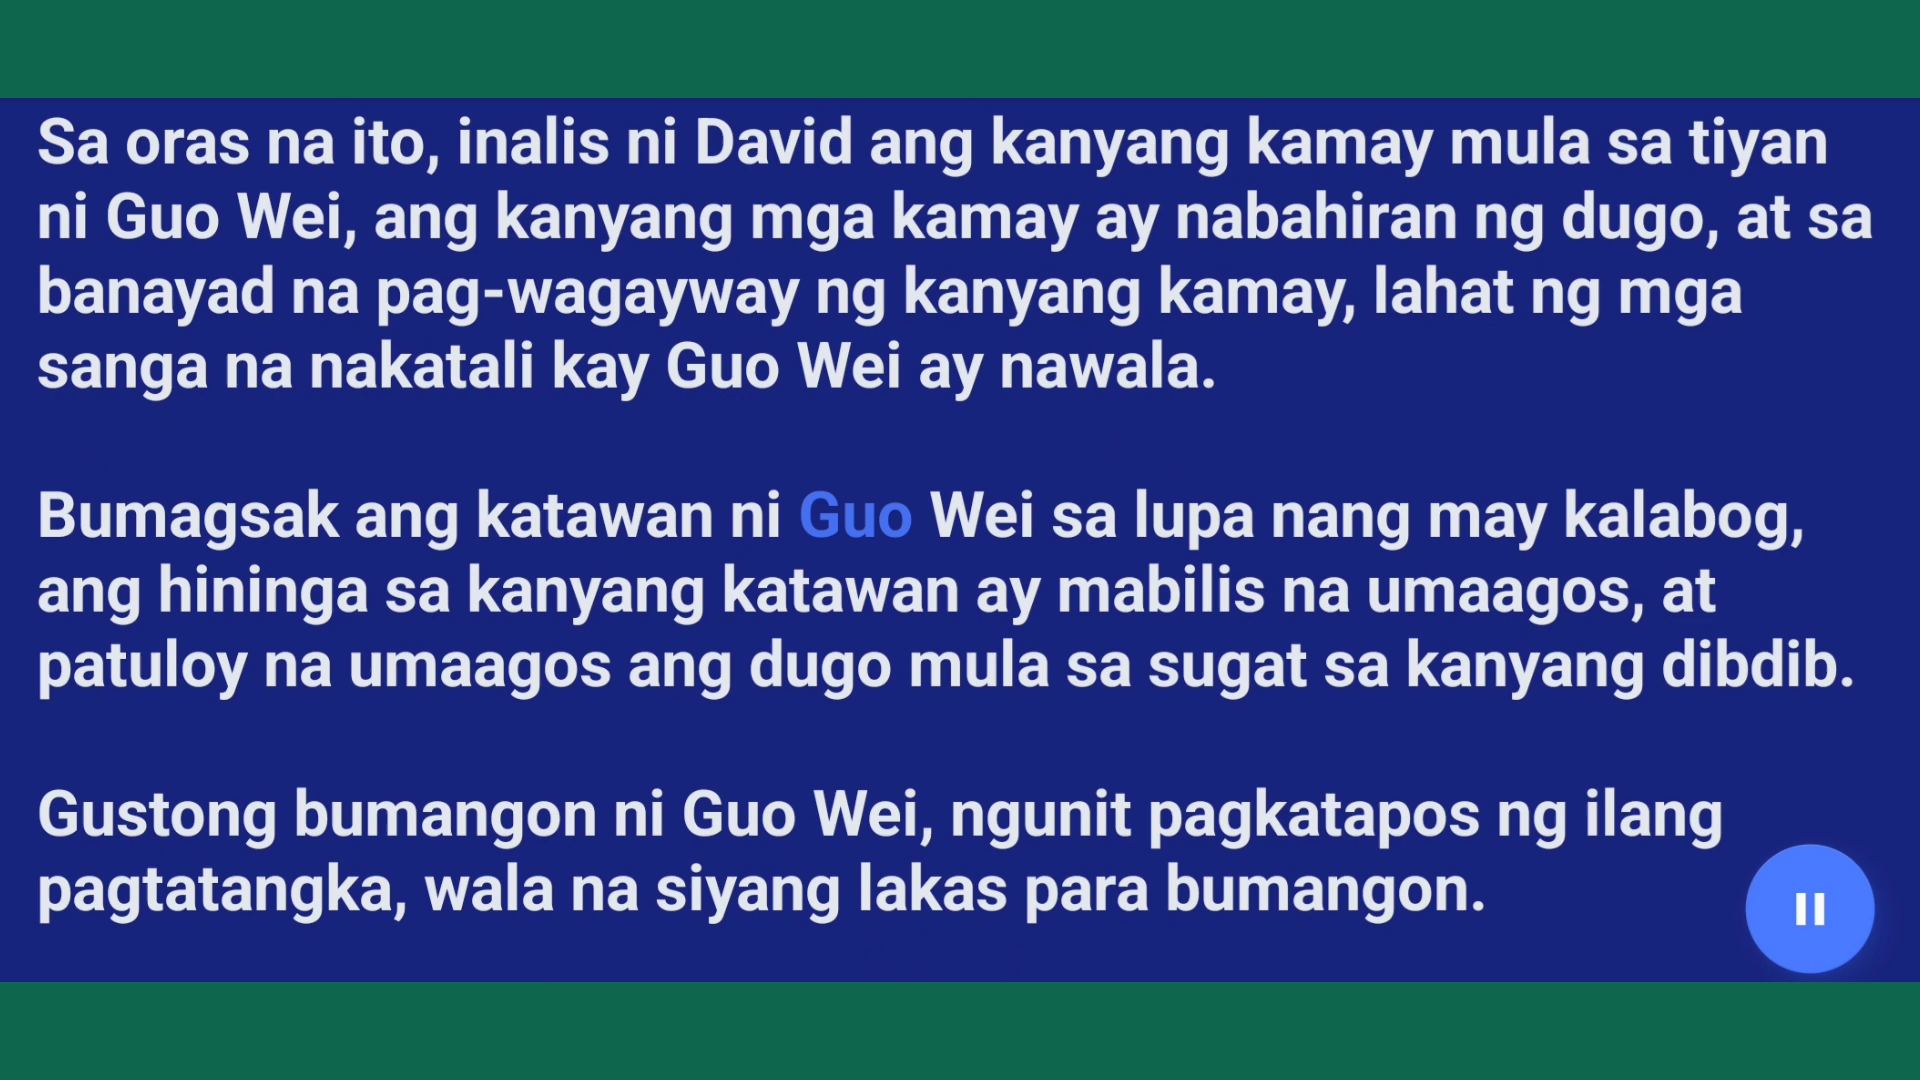 Sa oras na ito, inalis ni David ang kanyang kamay mula sa tiyan
ni Guo Wei, ang kanyang mga kamay ay nabahiran ng dugo, at sa
banayad na pag-wagayway ng kanyang kamay, lahat ng mga
sanga na nakatali kay Guo Wei ay nawala.
Bumagsak ang katawan ni Guo Wei sa lupa nang may kalabog,
ang hininga sa kanyang katawan ay mabilis na umaagos, at
patuloy na umaagos ang dugo mula sa sugat sa kanyang dibdib.
Gustong bumangon ni Guo Wei, ngunit pagkatapos ng ilang
pagtatangka, wala na siyang lakas para bumangon.